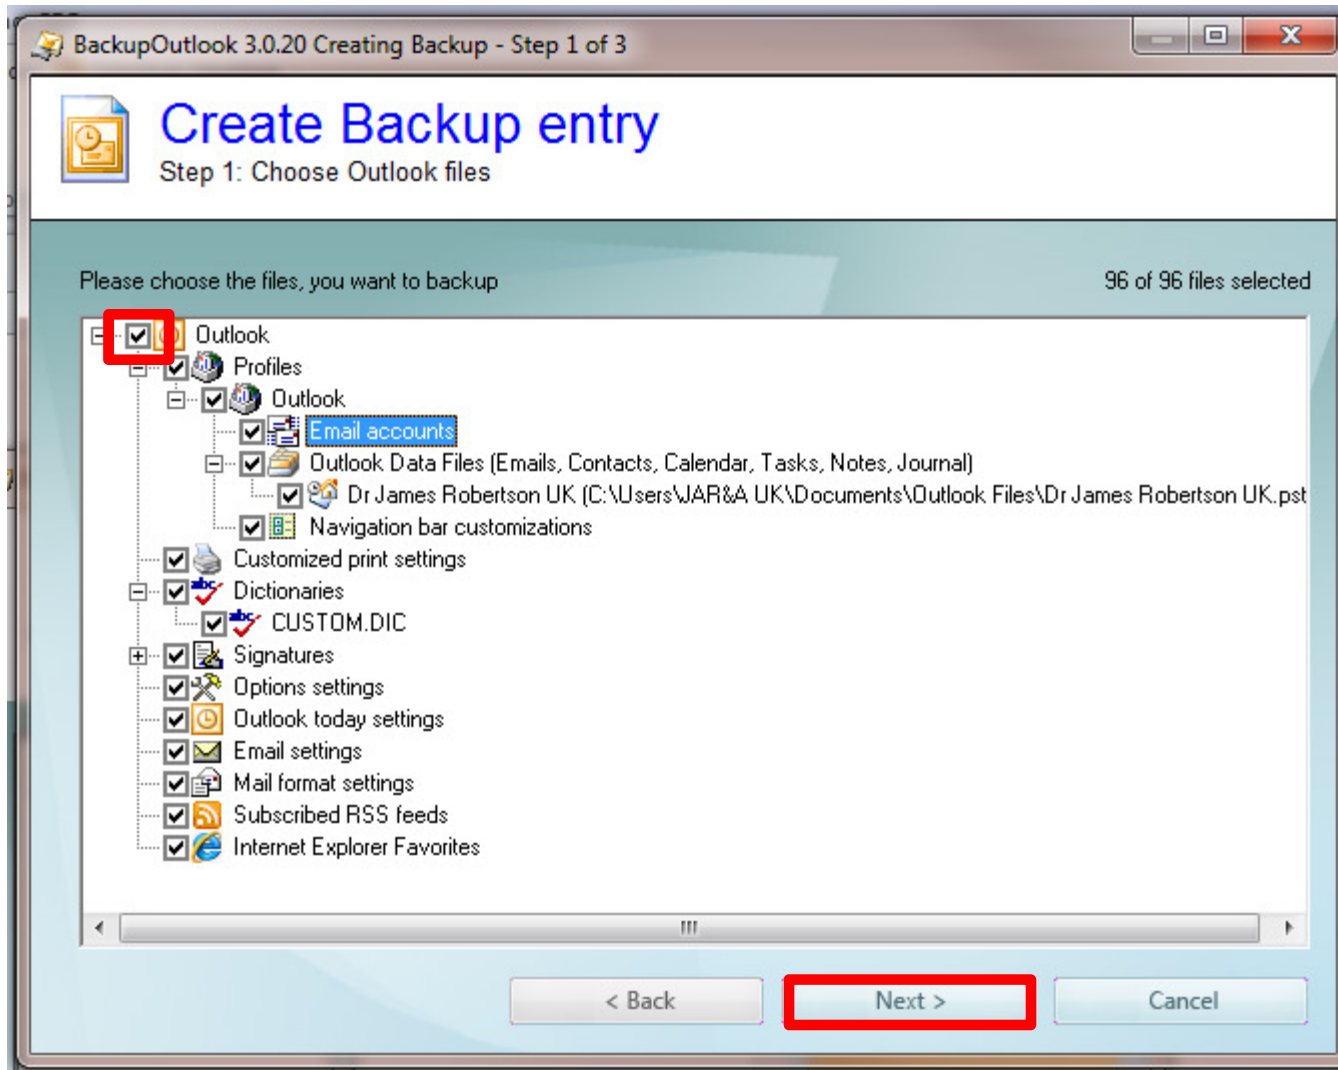 BackupOutlook 3.0.20 Creating Backup - Step 1 of 3
Create Backup entry
Step 1: Choose Outlook files
Please choose the files, you want to backup 96 of 96 files selected
Outlook
Profiles
Outlook
Email accounts
Outlook Data Files (Emails, Contacts, Calendar, Tasks, Notes, Journal)
Dr James Robertson UK (C:\Users\JAR&A UK\Documents\Outlook Files\Dr James Robertson UK.pst
Navigation bar customizations
Customized print settings
Dictionaries
CUSTOM.DIC
Signatures
Options settings
Outlook today settings
Email settings
Mail format settings
Subscribed RSS feeds
Internet Explorer Favorites
< Back Next > Cancel